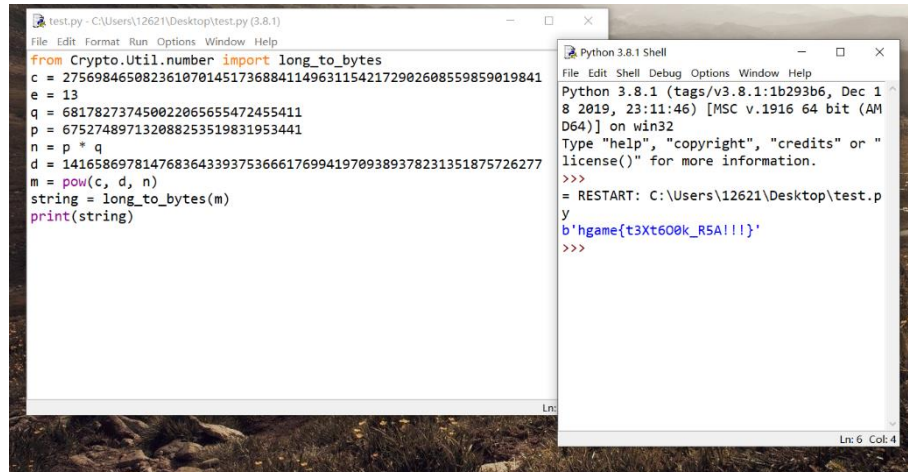 test.py - C:\Users\12621\Desktop\test.py (3.8.1)
File Edit Format Run Options Window Help
from Crypto.Util.number import long_to_bytes
c = 275698465082361070145173688411496311542172902608559859019841
e = 13
q = 681782737450022065655472455411
p = 675274897132088253519831953441
n = p * q
d = 141658697814768364339375366617699419709389378231351875726277
m = pow(c, d, n)
string = long_to_bytes(m)
print(string)
Ln:
Python 3.8.1 Shell
File Edit Shell Debug Options Window Help
Python 3.8.1 (tags/v3.8.1:1b293b6, Dec 1
8 2019, 23:11:46) [MSC v.1916 64 bit (AM
D64)] on win32
Type "help", "copyright", "credits" or "
license()" for more information.
>>>
= RESTART: C:\Users\12621\Desktop\test.p
y
b'hgame{t3Xt6O0k_R5A!!!}'
>>>
Ln: 6 Col: 4